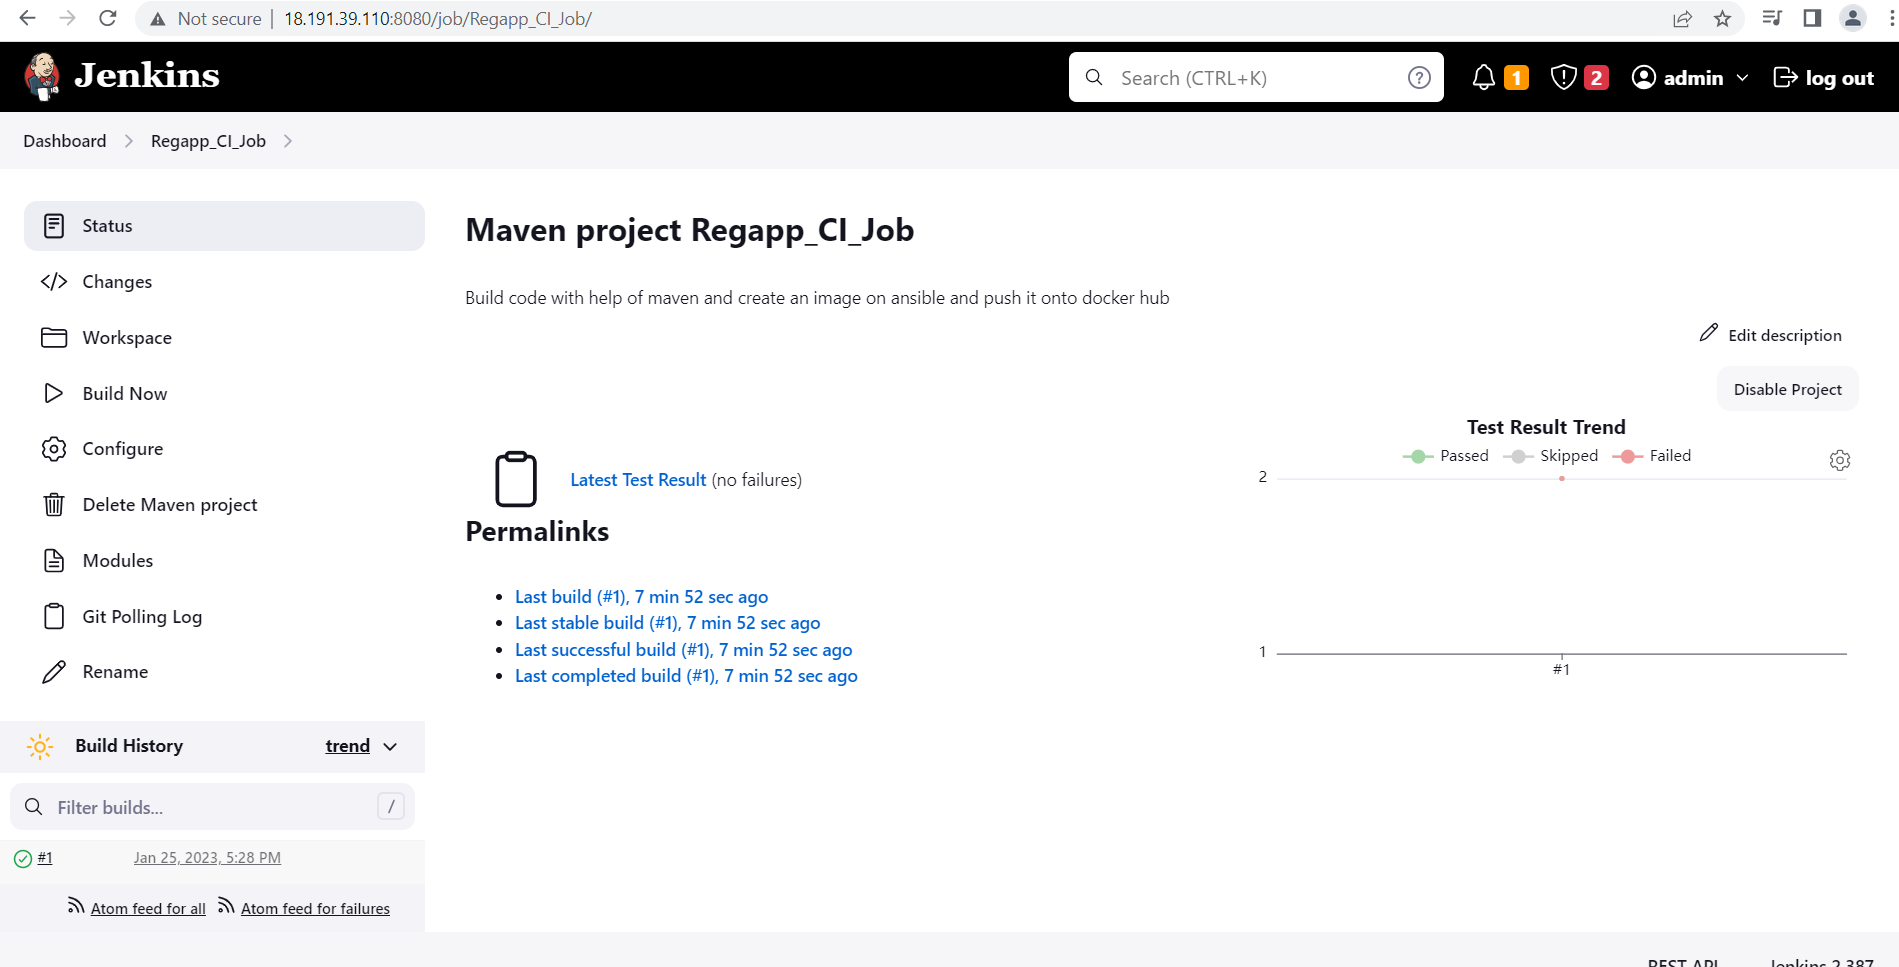 Not secure | 18.191.39.110:8080/job/Regapp_CI_Job/
Jenkins
Search (CTRL+K)
?
1
2
admin
log out
Dashboard
Regapp_CI_Job
Status
Changes
Workspace
Build Now
Configure
Delete Maven project
Modules
Git Polling Log
Rename
Build History
trend
Filter builds...
/
#1
Jan 25, 2023, 5:28 PM
Atom feed for all
Atom feed for failures
Maven project Regapp_CI_Job
Build code with help of maven and create an image on ansible and push it onto docker hub
Edit description
Disable Project
Latest Test Result (no failures)
Permalinks
Last build (#1), 7 min 52 sec ago
Last stable build (#1), 7 min 52 sec ago
Last successful build (#1), 7 min 52 sec ago
Last completed build (#1), 7 min 52 sec ago
Test Result Trend
Passed
Skipped
Failed
2
1
#1
REST API
Jenkins 2.387